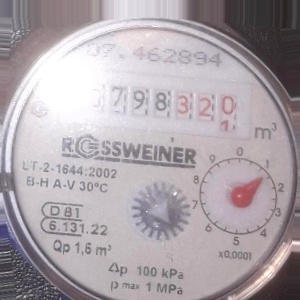 07.462894
0798320
1
m³
ROSSWEINER
LT-2-1644:2002
B-H A-V 30°C
D 81
6.131.22
Qp 1,5 m³
Δp 100 kPa
p max 1 MPa
0
1
2
3
4
5
6
7
8
9
x0,0001